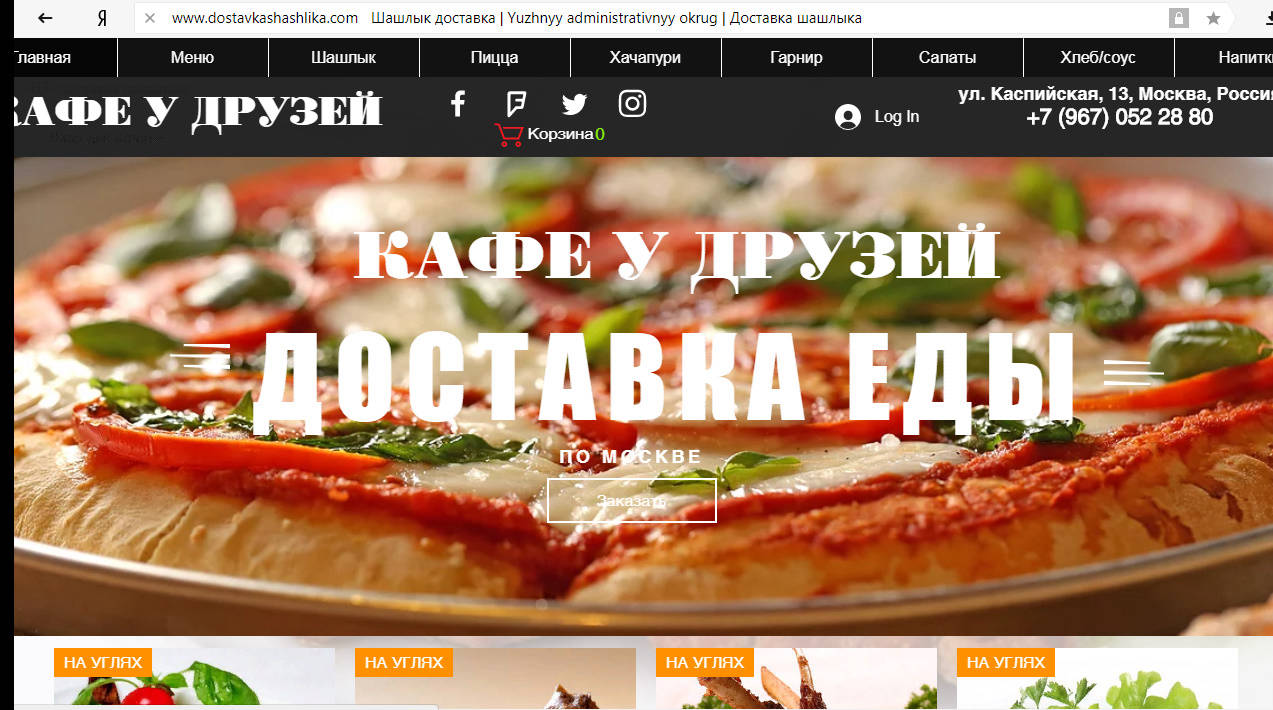 Я
www.dostavkashashlika.com Шашлык доставка | Yuzhnyy administrativnyy okrug | Доставка шашлыка
Главная Меню Шашлык Пицца Хачапури Гарнир Салаты Хлеб/соус Напитк
КАФЕ У ДРУЗЕЙ
Корзина 0
Log In
ул. Каспийская, 13, Москва, Россия
+7 (967) 052 28 80
КАФЕ У ДРУЗЕЙ
ДОСТАВКА ЕДЫ
ПО МОСКВЕ
Заказать
НА УГЛЯХ НА УГЛЯХ НА УГЛЯХ НА УГЛЯХ